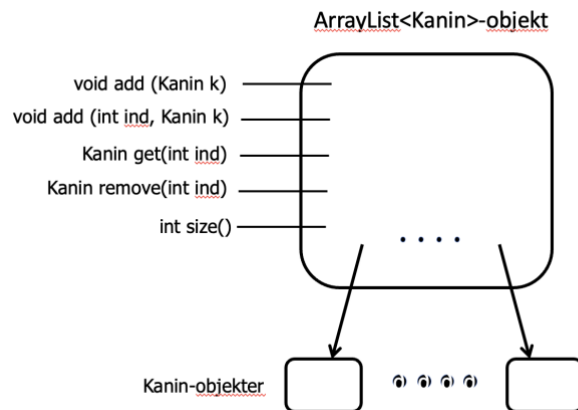 ArrayList<Kanin>-objekt
void add (Kanin k)
void add (int ind, Kanin k)
Kanin get(int ind)
Kanin remove(int ind)
int size()
Kanin-objekter